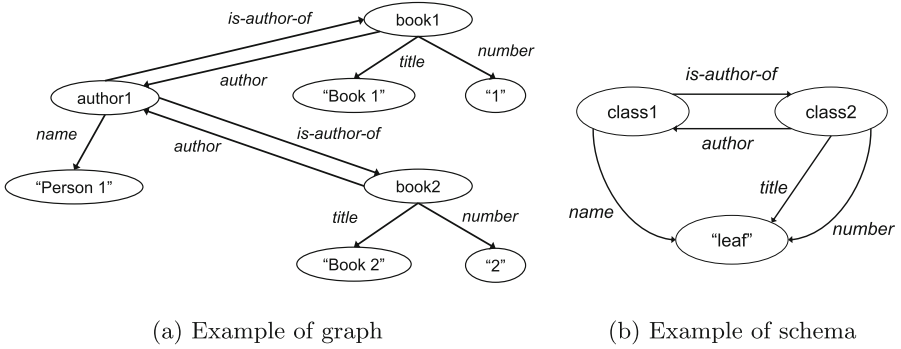 is-author-of
book1
author
title
number
“Book 1”
“1”
author1
name
“Person 1”
is-author-of
author
book2
title
number
“Book 2”
“2”
(a) Example of graph
is-author-of
class1
class2
author
name
title
number
“leaf”
(b) Example of schema